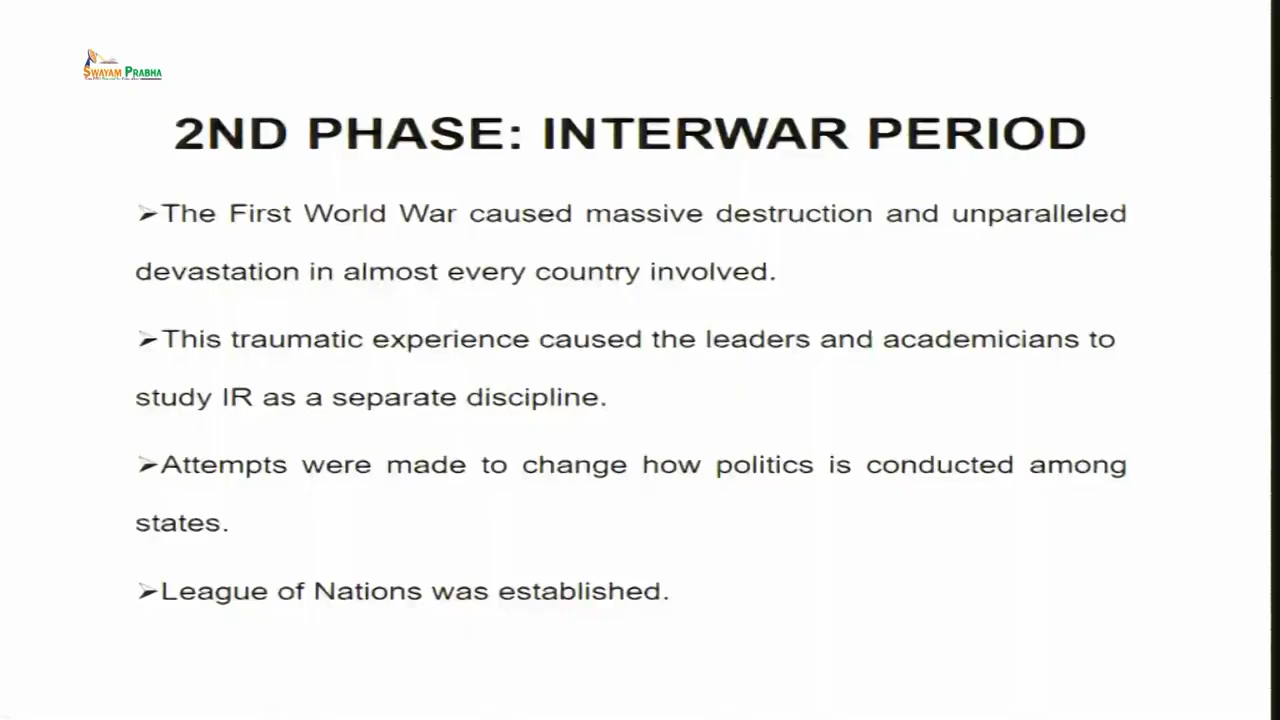 SWAYAM PRABHA
2ND PHASE: INTERWAR PERIOD
➢The First World War caused massive destruction and unparalleled
devastation in almost every country involved.
➢This traumatic experience caused the leaders and academicians to
study IR as a separate discipline.
➢Attempts were made to change how politics is conducted among
states.
➢League of Nations was established.